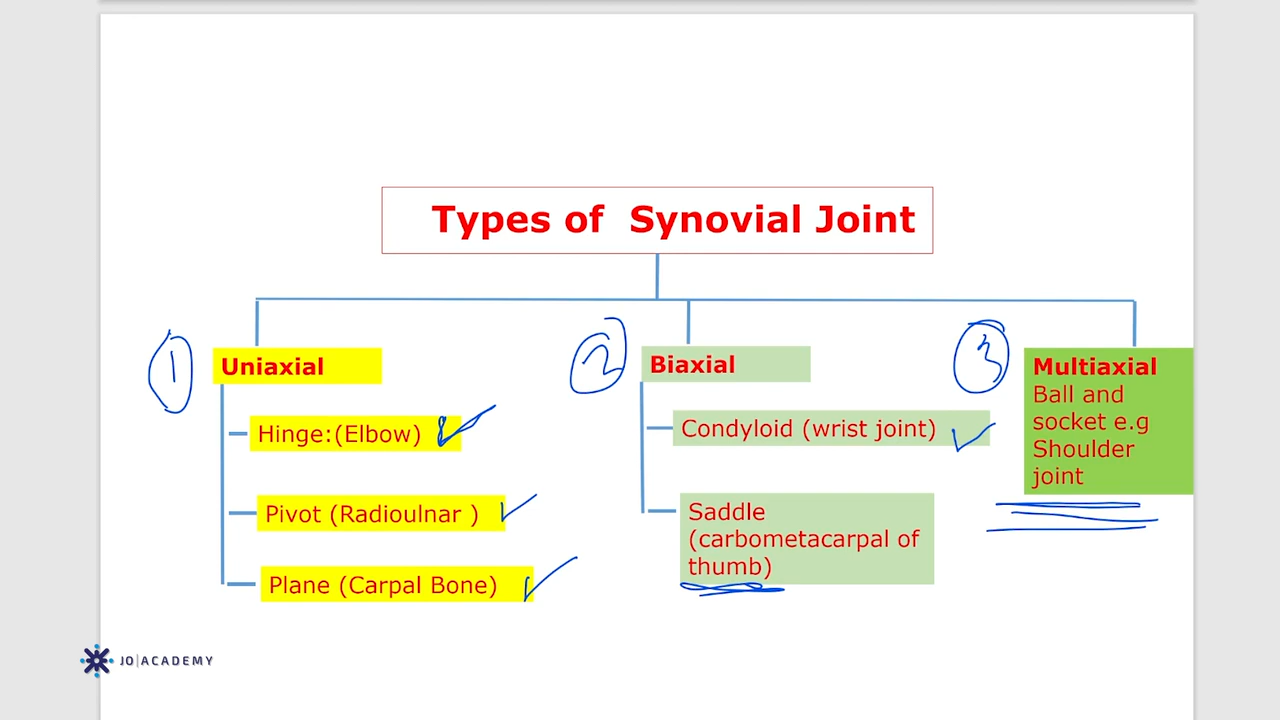 Types of Synovial Joint
1
Uniaxial
Hinge:(Elbow)
Pivot (Radioulnar )
Plane (Carpal Bone)
2
Biaxial
Condyloid (wrist joint)
Saddle
(carbometacarpal of
thumb)
3
Multiaxial
Ball and
socket e.g
Shoulder
joint
JO|ACADEMY